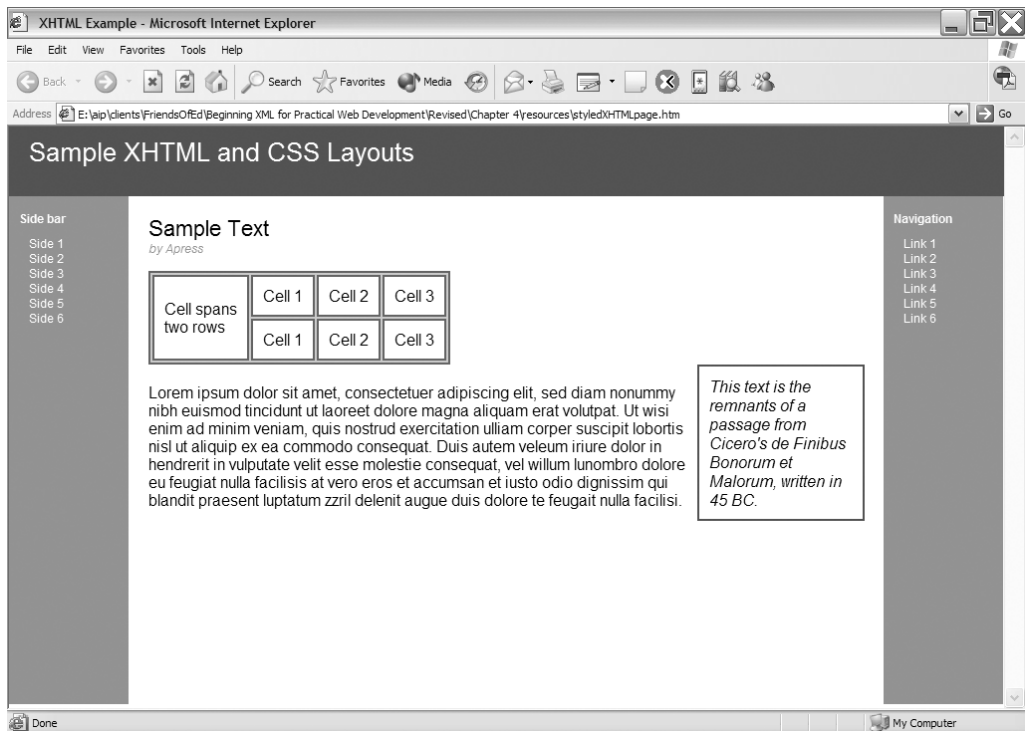 XHTML Example - Microsoft Internet Explorer
File Edit View Favorites Tools Help
Back Search Favorites Media
Address E:\aip\clients\FriendsOfEd\Beginning XML for Practical Web Development\Revised\Chapter 4\resources\styledXHTMLpage.htm Go
Sample XHTML and CSS Layouts
Side bar
Side 1
Side 2
Side 3
Side 4
Side 5
Side 6
Sample Text
by Apress
Cell spans
two rows
Cell 1 Cell 2 Cell 3
Cell 1 Cell 2 Cell 3
Lorem ipsum dolor sit amet, consectetuer adipiscing elit, sed diam nonummy
nibh euismod tincidunt ut laoreet dolore magna aliquam erat volutpat. Ut wisi
enim ad minim veniam, quis nostrud exercitation ulliam corper suscipit lobortis
nisl ut aliquip ex ea commodo consequat. Duis autem veleum iriure dolor in
hendrerit in vulputate velit esse molestie consequat, vel willum lunombro dolore
eu feugiat nulla facilisis at vero eros et accumsan et iusto odio dignissim qui
blandit praesent luptatum zzril delenit augue duis dolore te feugait nulla facilisi.
This text is the
remnants of a
passage from
Cicero's de Finibus
Bonorum et
Malorum, written in
45 BC.
Navigation
Link 1
Link 2
Link 3
Link 4
Link 5
Link 6
Done My Computer